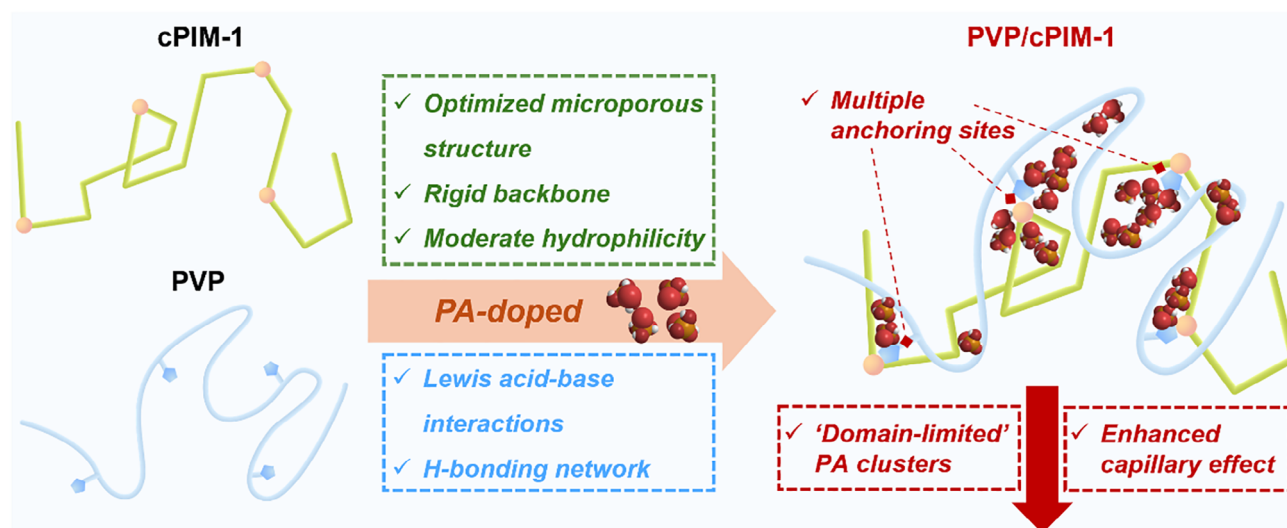 cPIM-1
PVP
✓ Optimized microporous
structure
✓ Rigid backbone
✓ Moderate hydrophilicity
PA-doped
✓ Lewis acid-base
interactions
✓ H-bonding network
PVP/cPIM-1
✓ Multiple
anchoring sites
✓ ‘Domain-limited’
PA clusters
✓ Enhanced
capillary effect